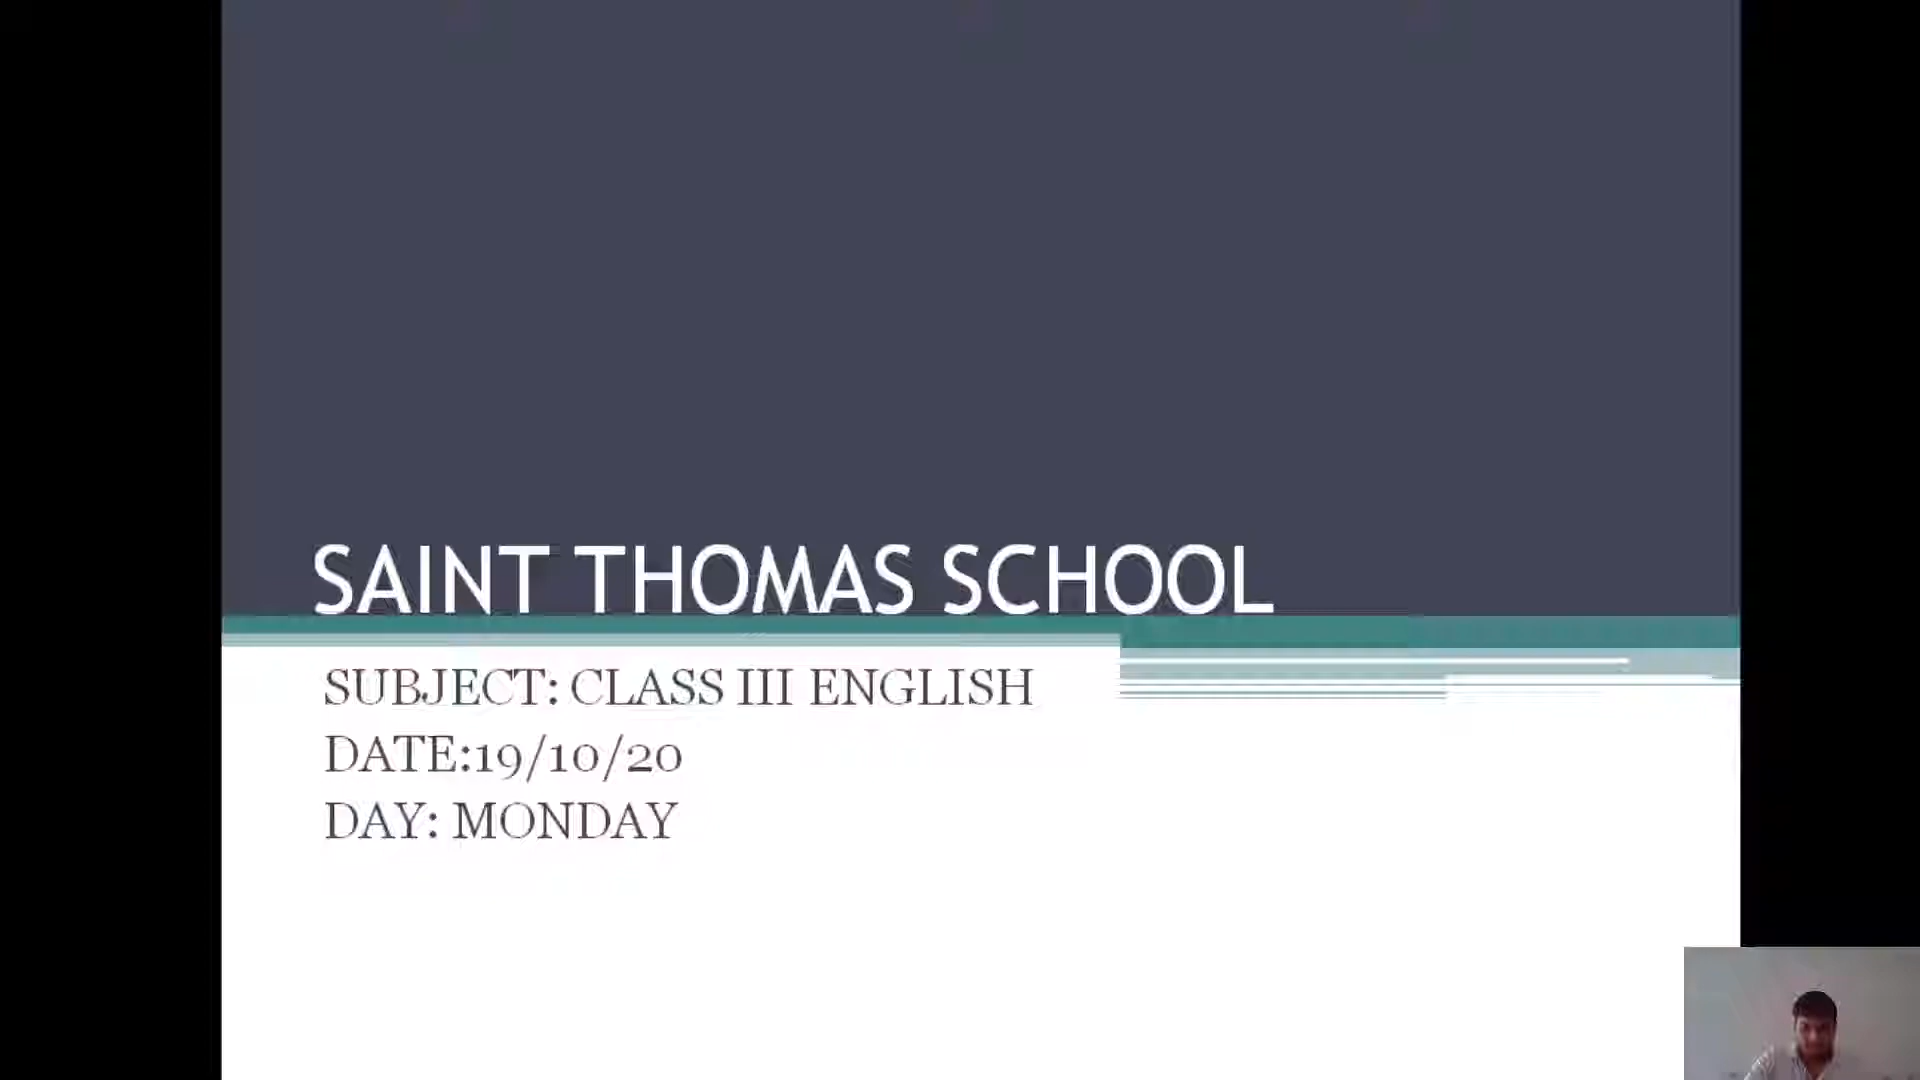 SAINT THOMAS SCHOOL
SUBJECT: CLASS III ENGLISH
DATE:19/10/20
DAY: MONDAY